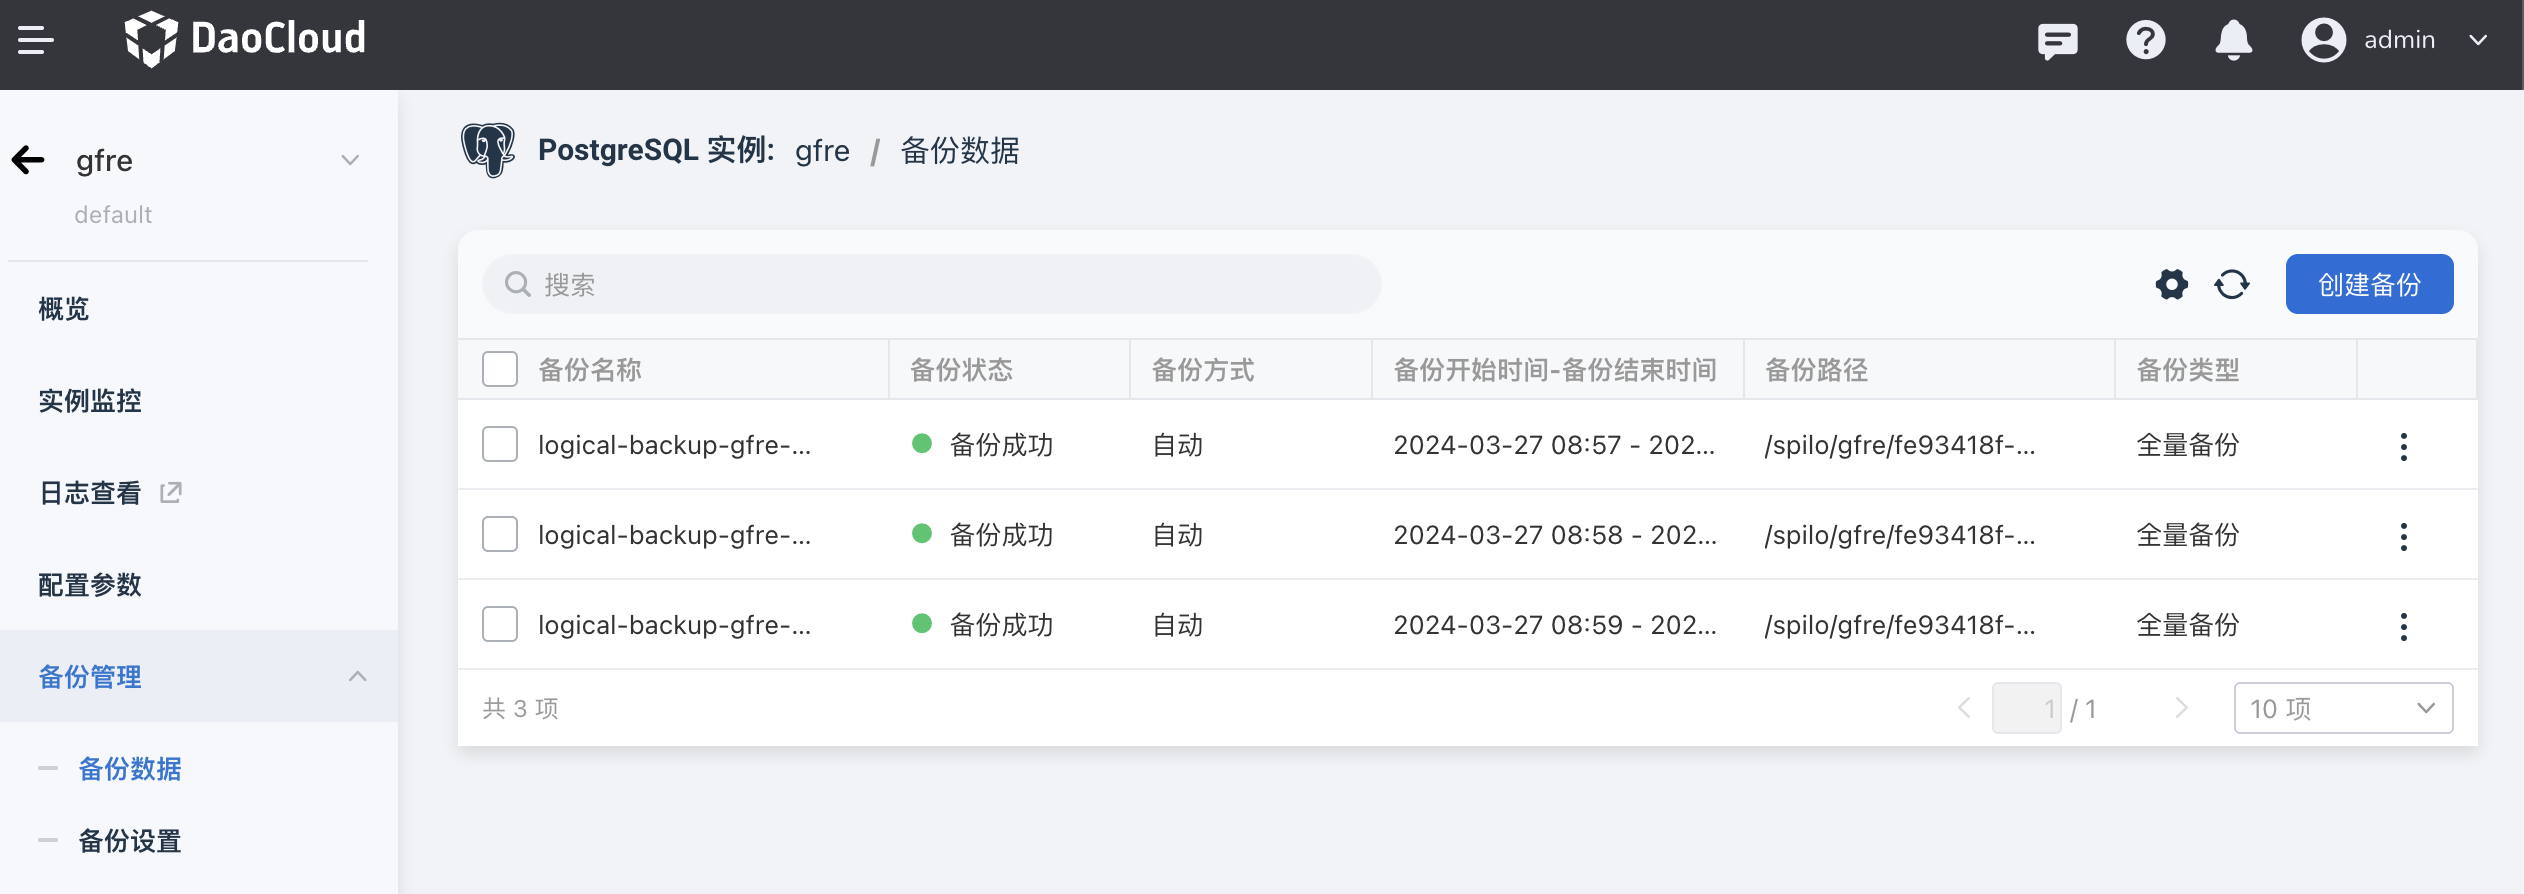 DaoCloud
admin
gfre
default
概览
实例监控
日志查看
配置参数
备份管理
备份数据
备份设置
PostgreSQL 实例: gfre / 备份数据
搜索
创建备份
备份名称 备份状态 备份方式 备份开始时间-备份结束时间 备份路径 备份类型
logical-backup-gfre-... 备份成功 自动 2024-03-27 08:57 - 202... /spilo/gfre/fe93418f-... 全量备份
logical-backup-gfre-... 备份成功 自动 2024-03-27 08:58 - 202... /spilo/gfre/fe93418f-... 全量备份
logical-backup-gfre-... 备份成功 自动 2024-03-27 08:59 - 202... /spilo/gfre/fe93418f-... 全量备份
共 3 项
1 / 1
10 项